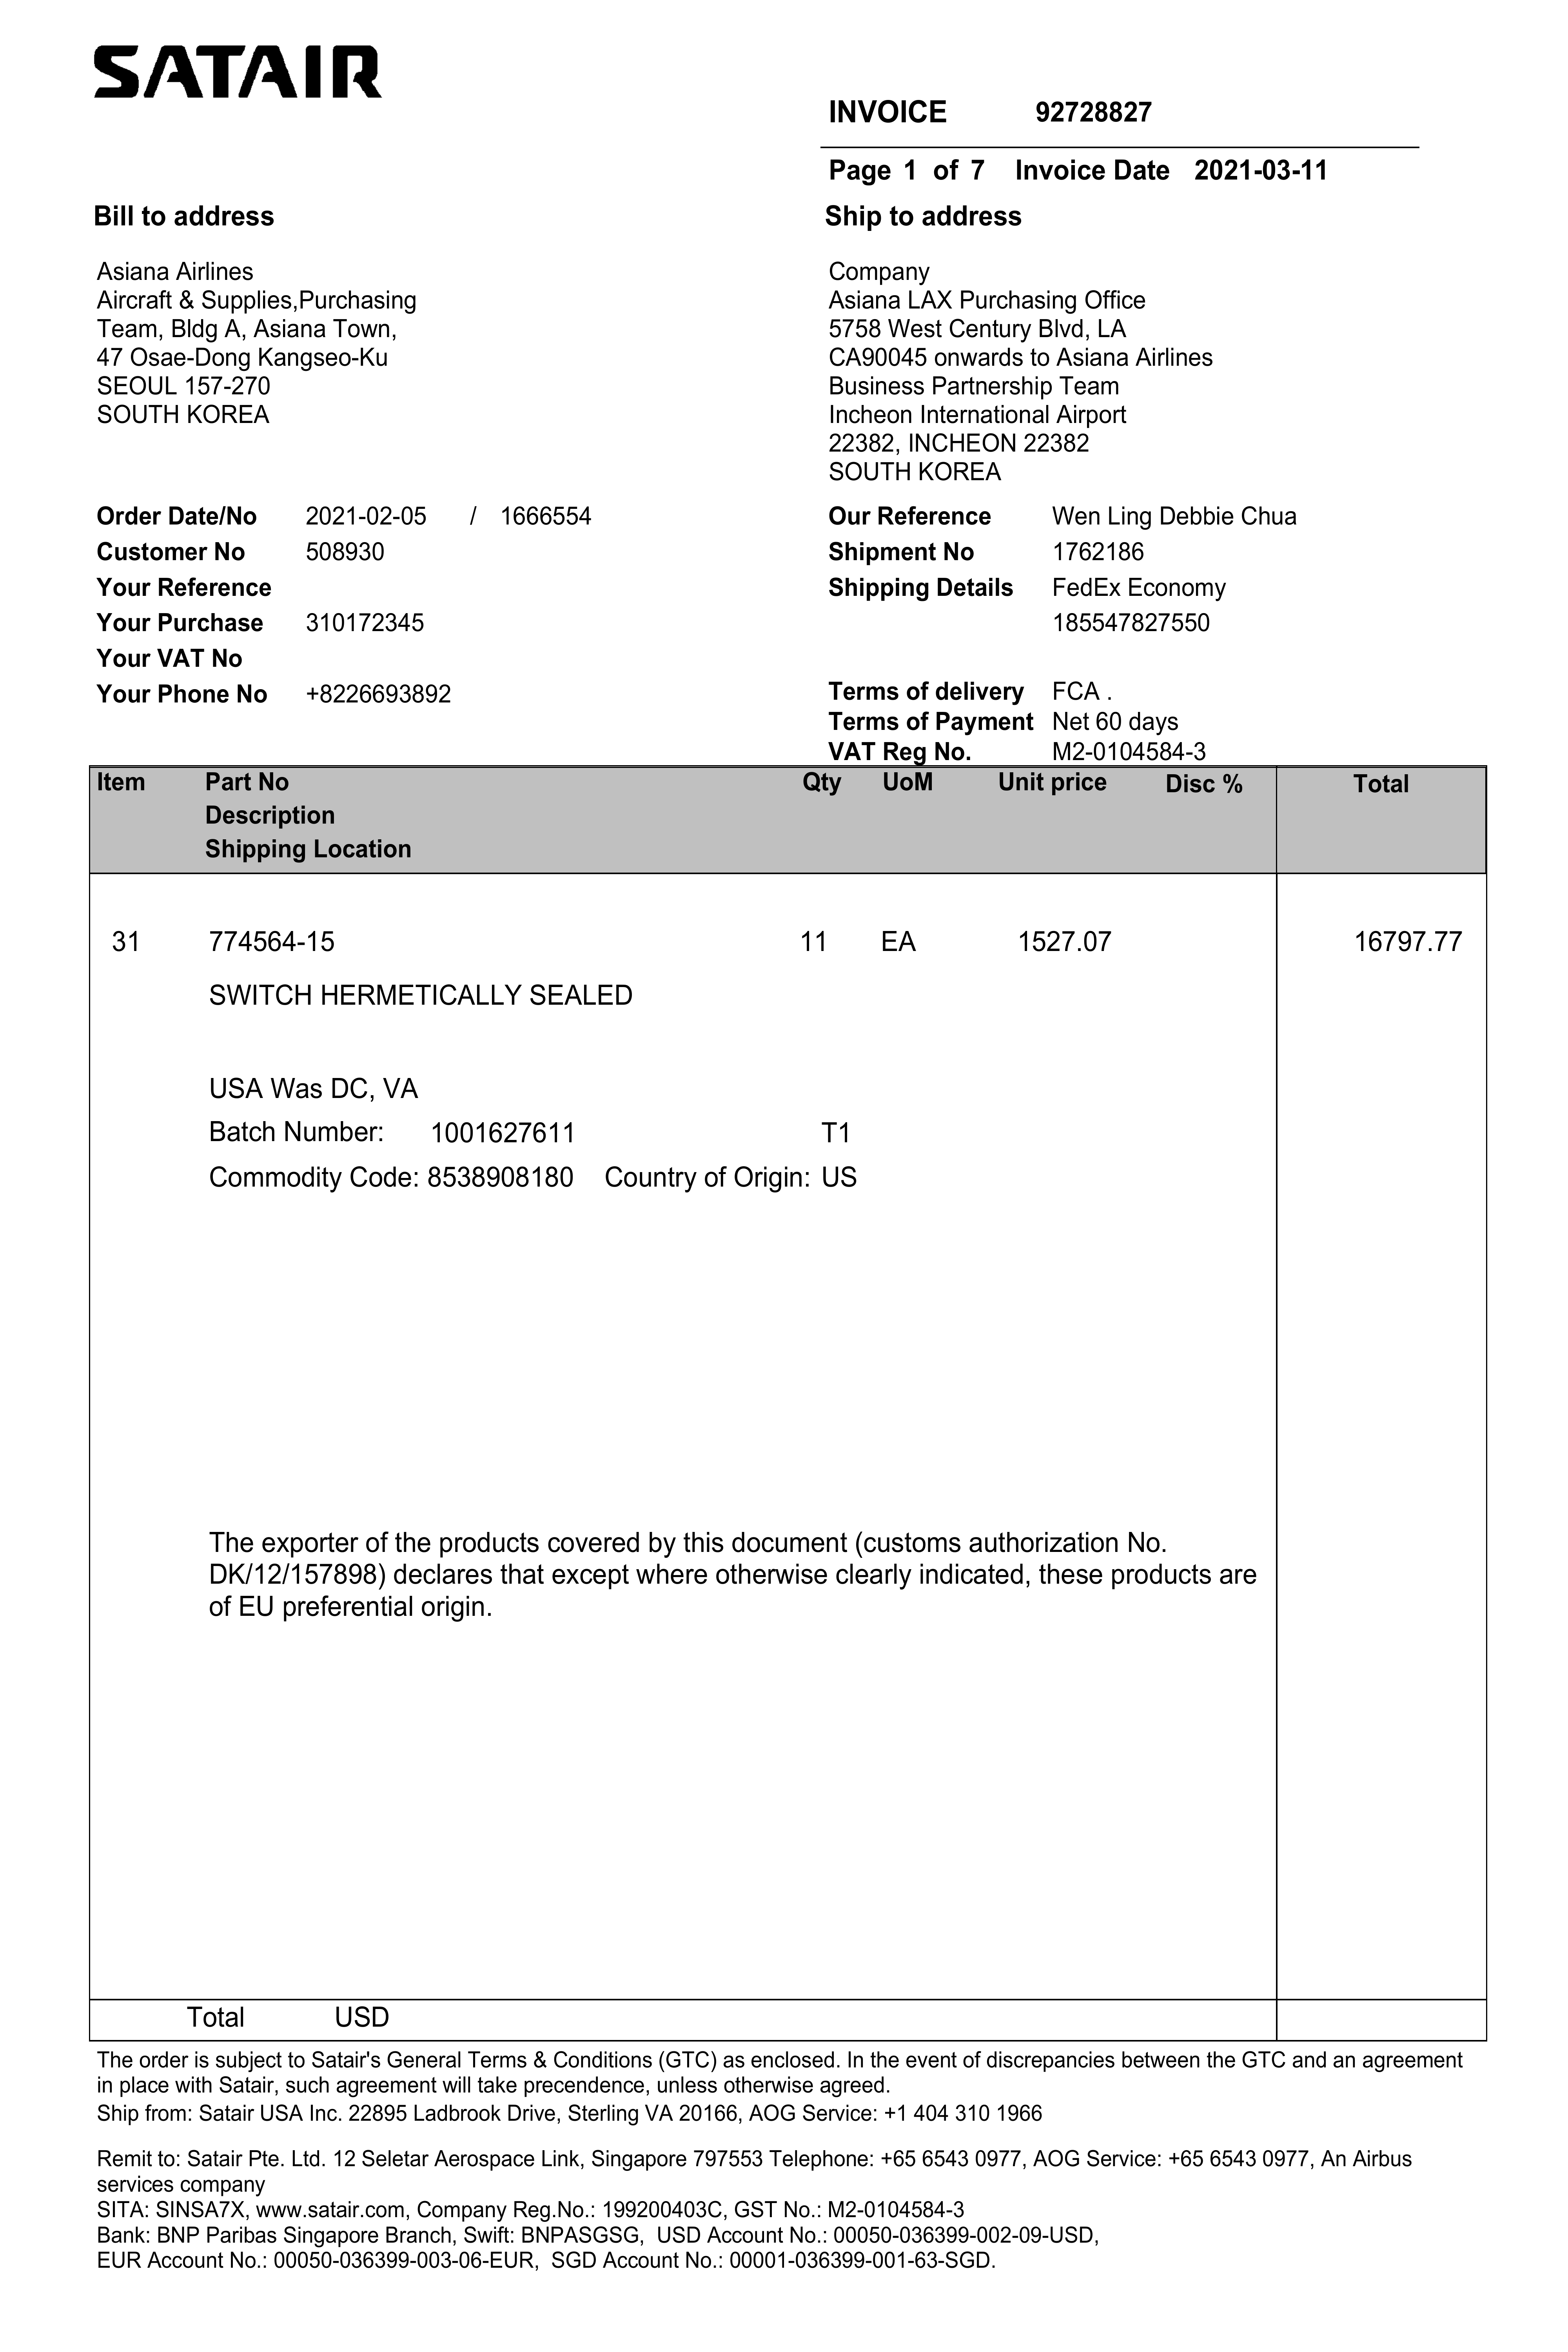 SATAIR
INVOICE 92728827
Page 1 of 7 Invoice Date 2021-03-11
Bill to address
Asiana Airlines
Aircraft & Supplies,Purchasing
Team, Bldg A, Asiana Town,
47 Osae-Dong Kangseo-Ku
SEOUL 157-270
SOUTH KOREA
Ship to address
Company
Asiana LAX Purchasing Office
5758 West Century Blvd, LA
CA90045 onwards to Asiana Airlines
Business Partnership Team
Incheon International Airport
22382, INCHEON 22382
SOUTH KOREA
Order Date/No 2021-02-05 / 1666554
Customer No 508930
Your Reference
Your Purchase 310172345
Your VAT No
Your Phone No +8226693892
Our Reference Wen Ling Debbie Chua
Shipment No 1762186
Shipping Details FedEx Economy
185547827550
Terms of delivery FCA .
Terms of Payment Net 60 days
VAT Reg No. M2-0104584-3
Item Part No Qty UoM Unit price Disc % Total
Description
Shipping Location
31 774564-15 11 EA 1527.07 16797.77
SWITCH HERMETICALLY SEALED
USA Was DC, VA
Batch Number: 1001627611 T1
Commodity Code: 8538908180 Country of Origin: US
The exporter of the products covered by this document (customs authorization No.
DK/12/157898) declares that except where otherwise clearly indicated, these products are
of EU preferential origin.
Total USD
The order is subject to Satair's General Terms & Conditions (GTC) as enclosed. In the event of discrepancies between the GTC and an agreement
in place with Satair, such agreement will take precendence, unless otherwise agreed.
Ship from: Satair USA Inc. 22895 Ladbrook Drive, Sterling VA 20166, AOG Service: +1 404 310 1966
Remit to: Satair Pte. Ltd. 12 Seletar Aerospace Link, Singapore 797553 Telephone: +65 6543 0977, AOG Service: +65 6543 0977, An Airbus
services company
SITA: SINSA7X, www.satair.com, Company Reg.No.: 199200403C, GST No.: M2-0104584-3
Bank: BNP Paribas Singapore Branch, Swift: BNPASGSG, USD Account No.: 00050-036399-002-09-USD,
EUR Account No.: 00050-036399-003-06-EUR, SGD Account No.: 00001-036399-001-63-SGD.